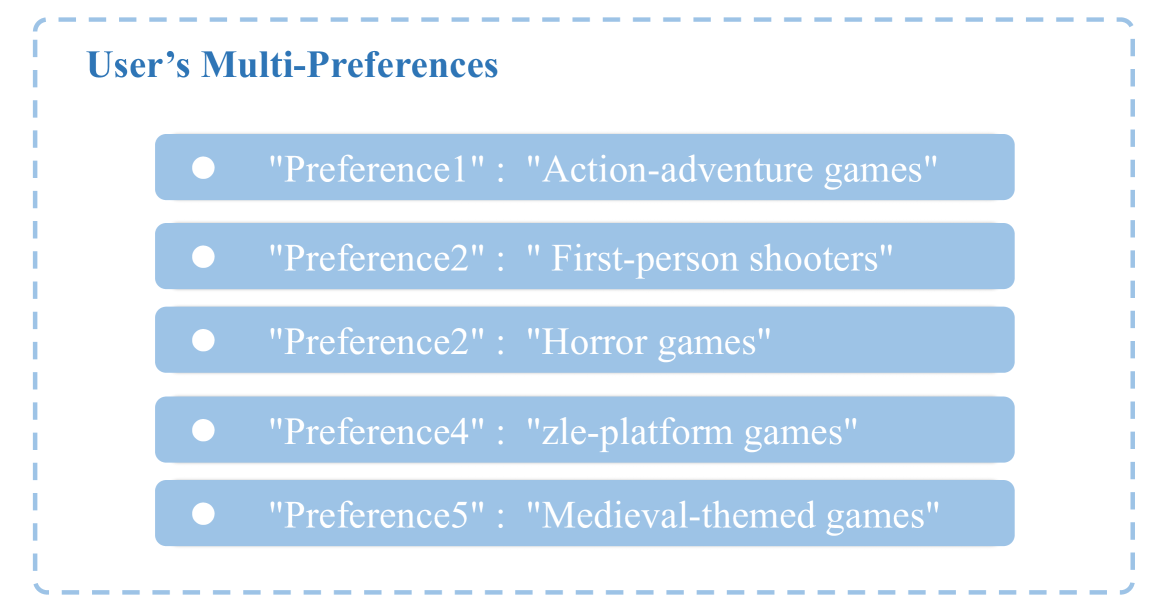 User’s Multi-Preferences
"Preference1" : "Action-adventure games"
"Preference2" : " First-person shooters"
"Preference2" : "Horror games"
"Preference4" : "zle-platform games"
"Preference5" : "Medieval-themed games"